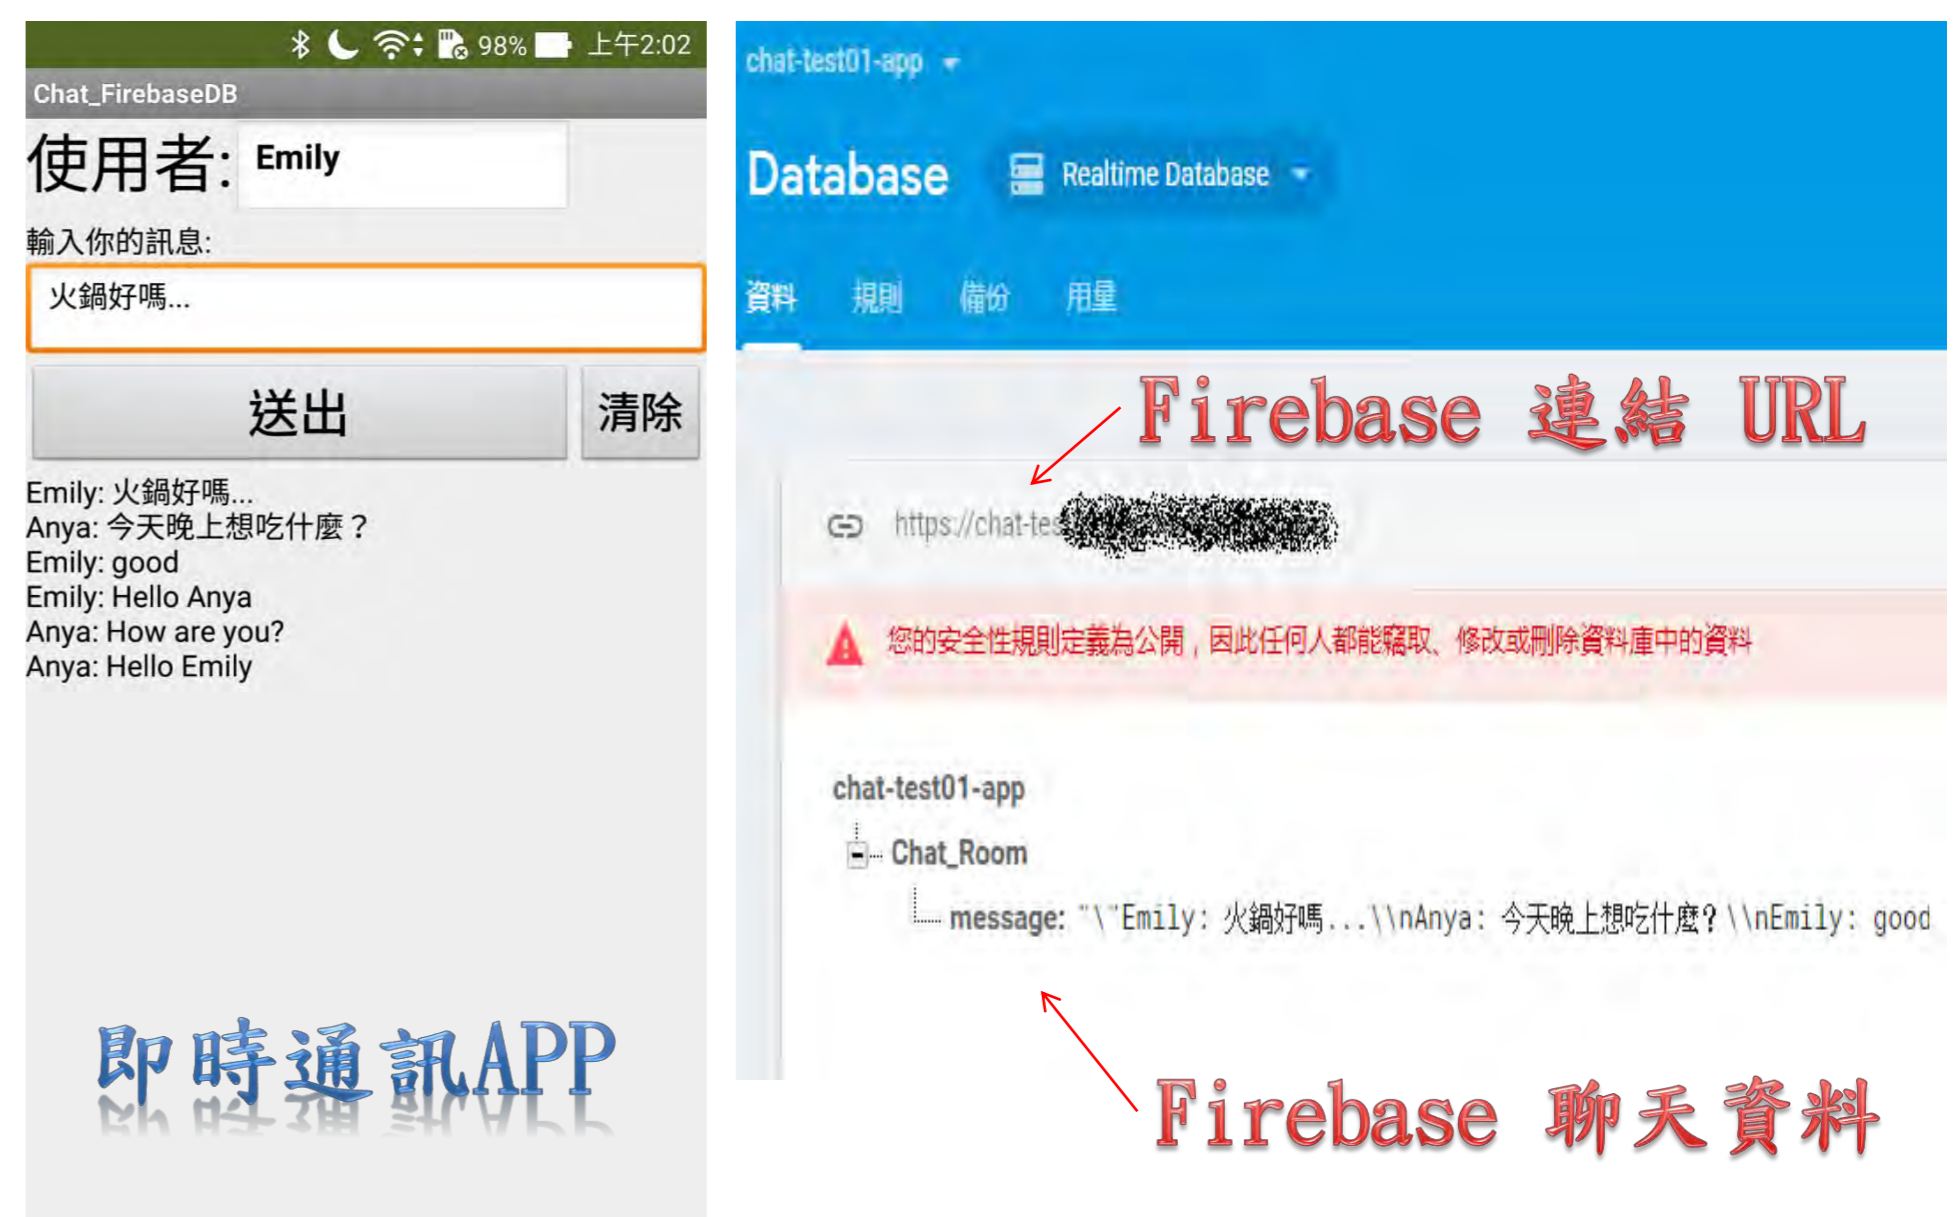 98% 上午2:02
Chat_FirebaseDB
使用者: Emily
輸入你的訊息:
火鍋好嗎...
送出 清除
Emily: 火鍋好嗎...
Anya: 今天晚上想吃什麼？
Emily: good
Emily: Hello Anya
Anya: How are you?
Anya: Hello Emily
即時通訊APP
chat-test01-app
Database Realtime Database
資料 規則 備份 用量
Firebase 連結 URL
https://chat-tes
您的安全性規則定義為公開，因此任何人都能竊取、修改或刪除資料庫中的資料
chat-test01-app
Chat_Room
message: "\"Emily: 火鍋好嗎...\\nAnya: 今天晚上想吃什麼？\\nEmily: good
Firebase 聊天資料